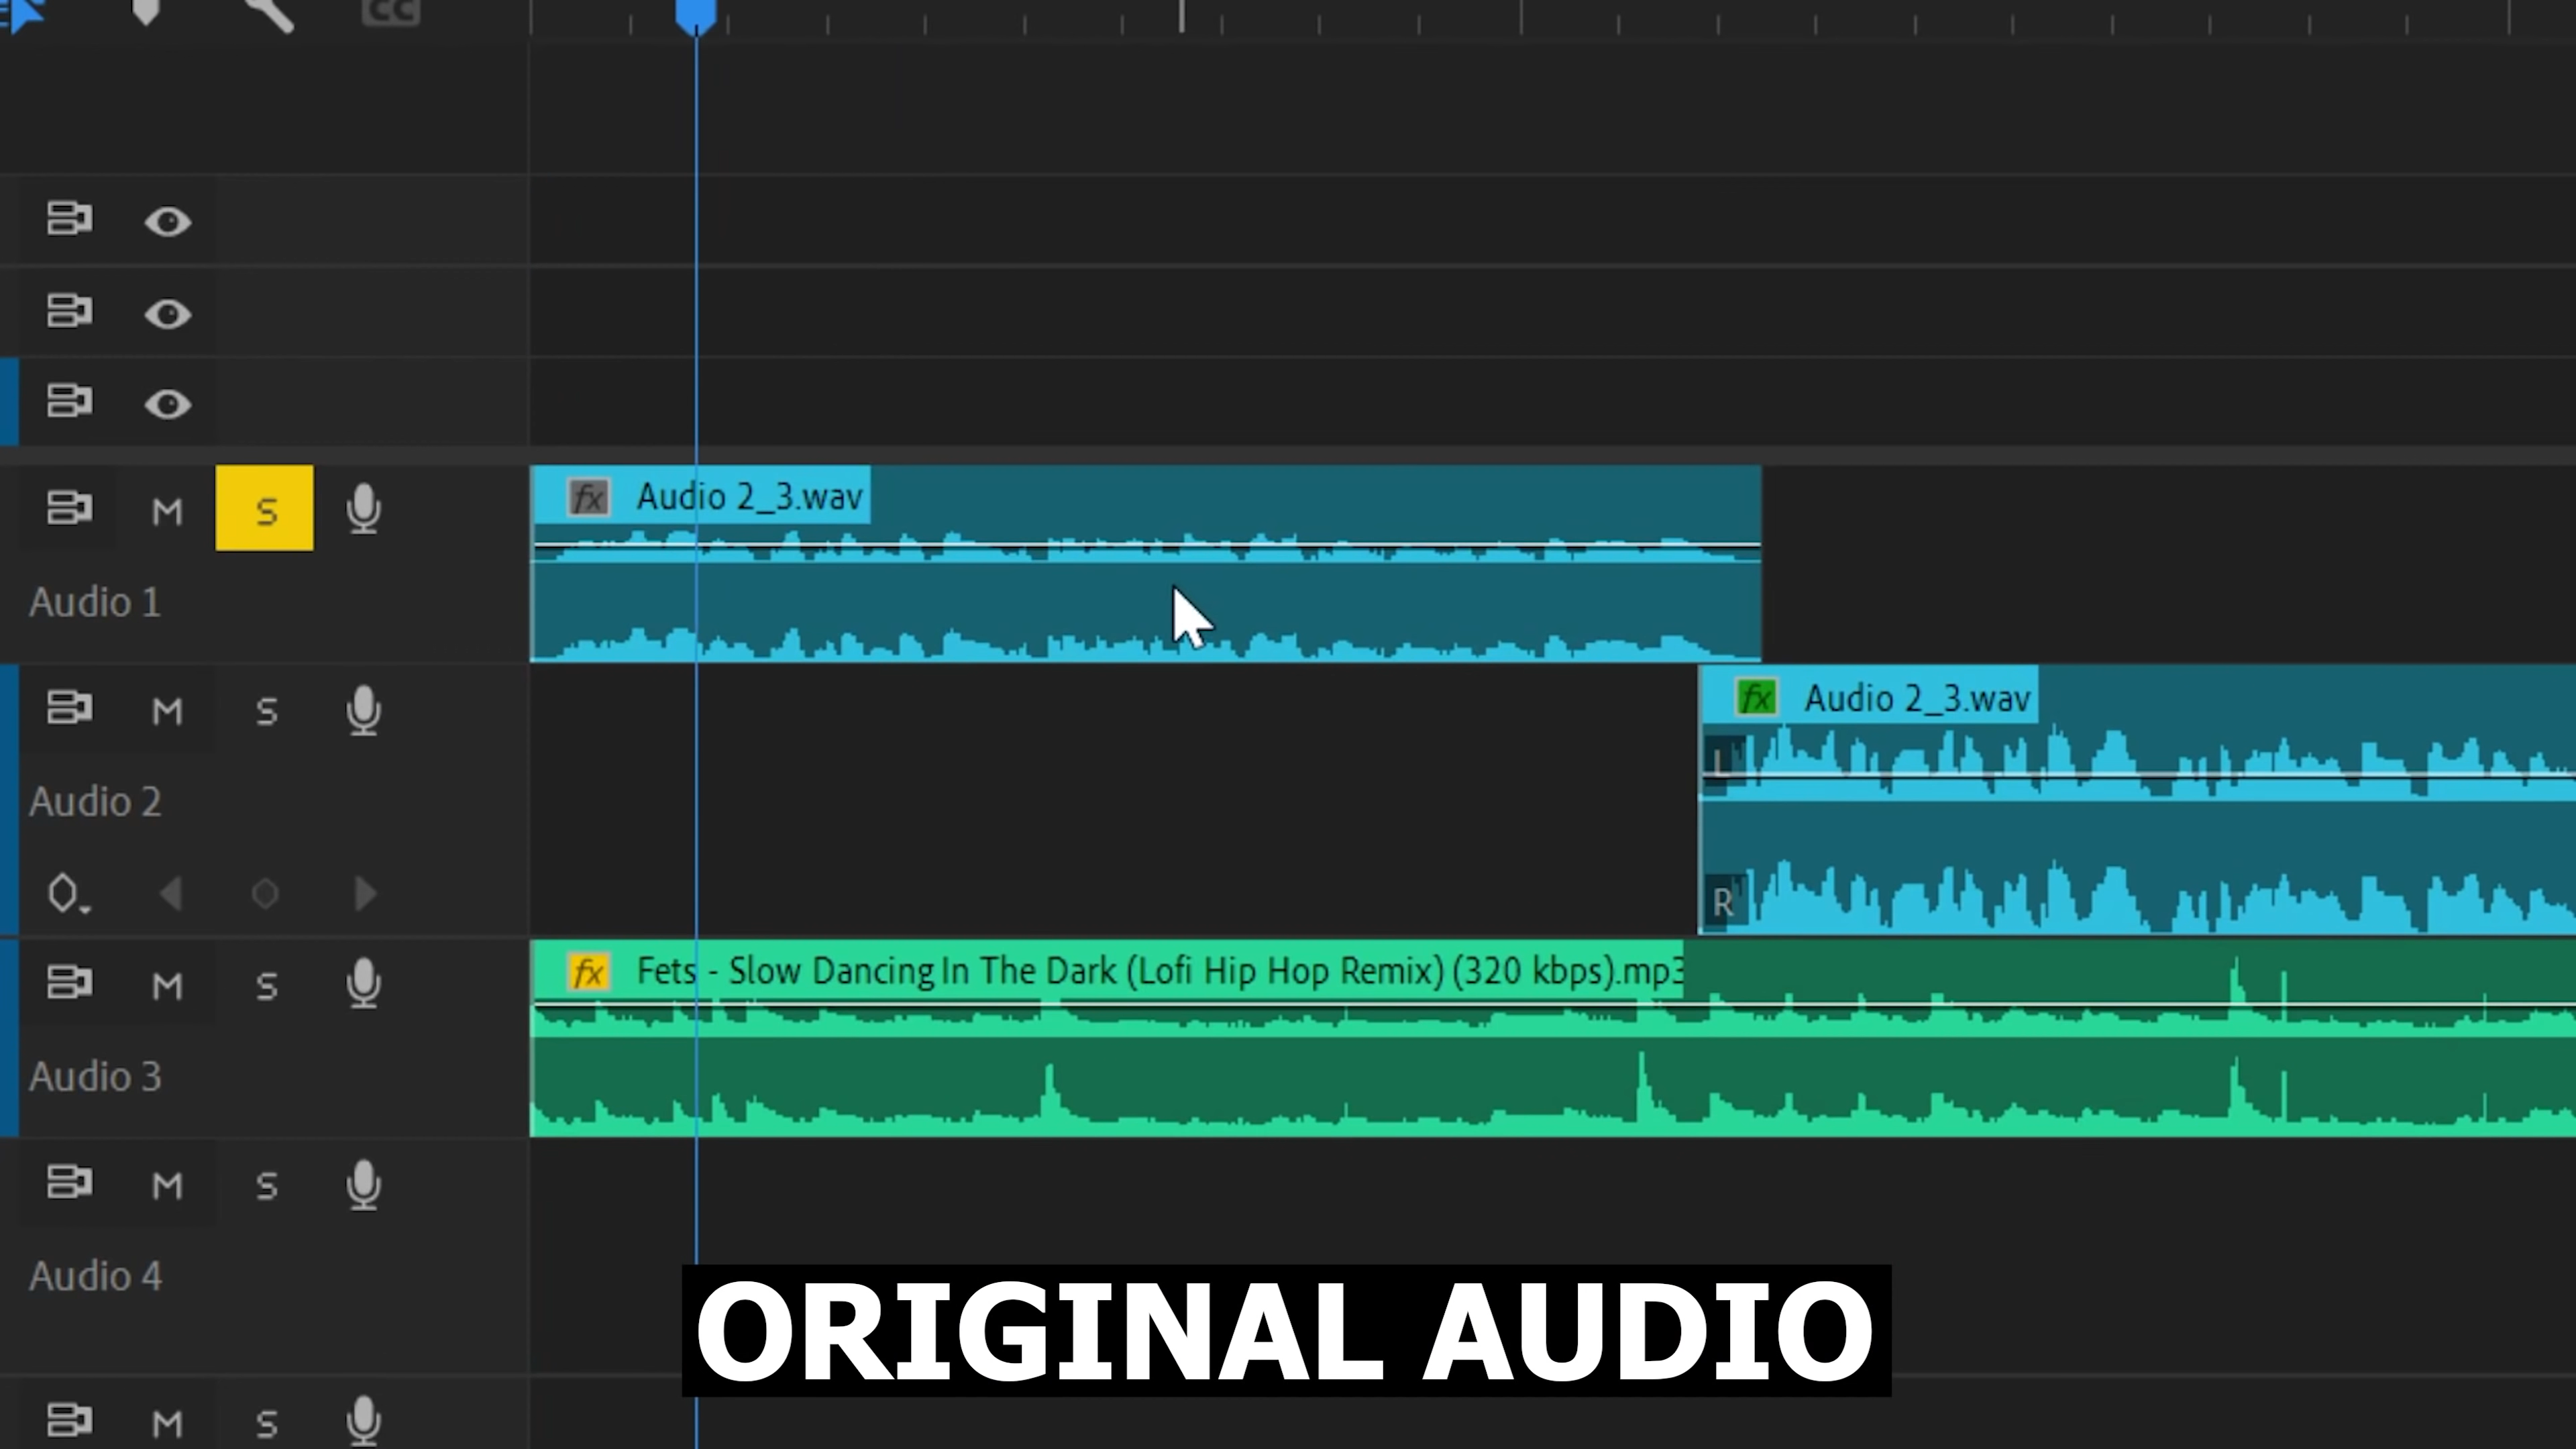 CC
M S
fx Audio 2_3.wav
Audio 1
M S
fx Audio 2_3.wav
L
Audio 2
R
M S
fx Fets - Slow Dancing In The Dark (Lofi Hip Hop Remix) (320 kbps).mp3
Audio 3
M S
Audio 4
ORIGINAL AUDIO
M S